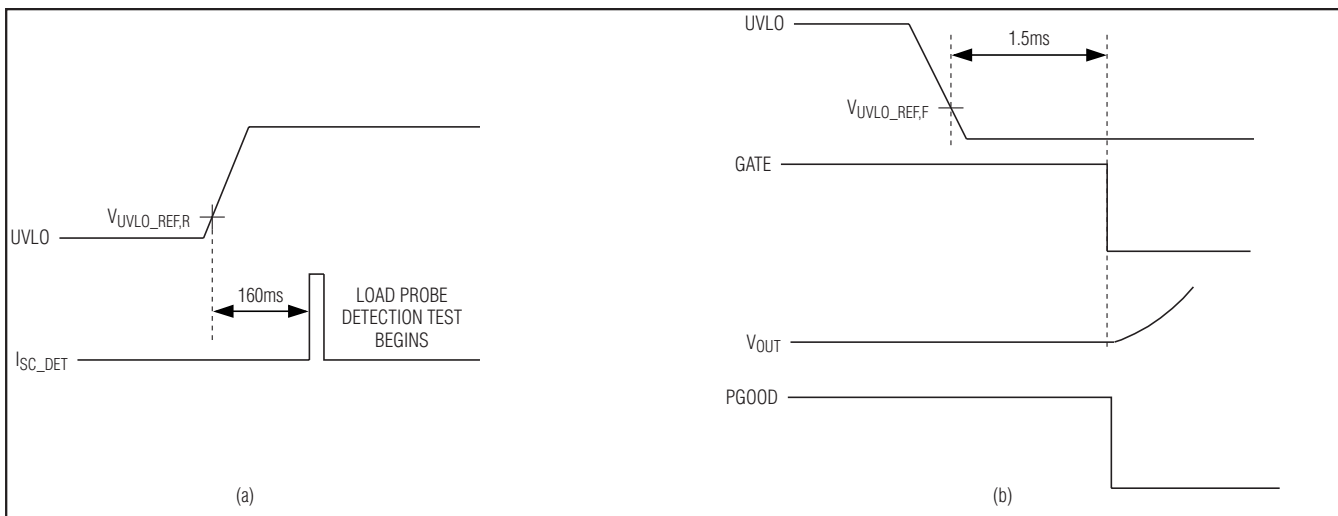 VUVLO_REF,R
UVLO
160ms
LOAD PROBE
DETECTION TEST
BEGINS
ISC_DET
(a)
UVLO
1.5ms
VUVLO_REF,F
GATE
VOUT
PGOOD
(b)